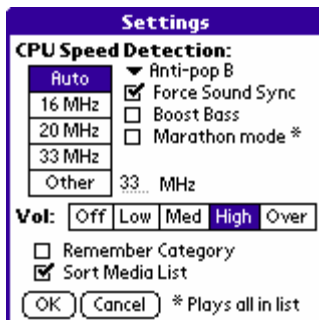 Settings
CPU Speed Detection:
Auto
Anti-pop B
16 MHz
Force Sound Sync
20 MHz
Boost Bass
33 MHz
Marathon mode *
Other
33 MHz
Vol: Off Low Med High Over
Remember Category
Sort Media List
OK Cancel * Plays all in list